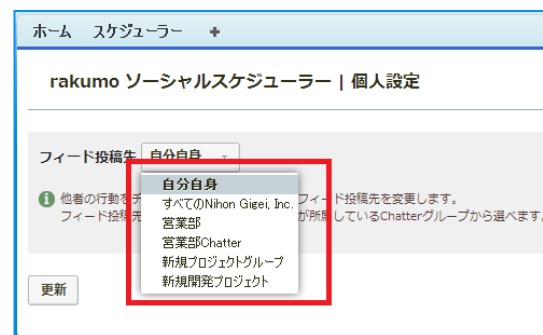 ホーム スケジューラー +
rakumo ソーシャルスケジューラー | 個人設定
フィード投稿先 自分自身
自分自身
すべてのNihon Gigei, Inc.
営業部
営業部Chatter
新規プロジェクトグループ
新規開発プロジェクト
他者の行動を フィード投稿先を変更します。
フィード投稿 が所属しているChatterグループから選べます。
更新